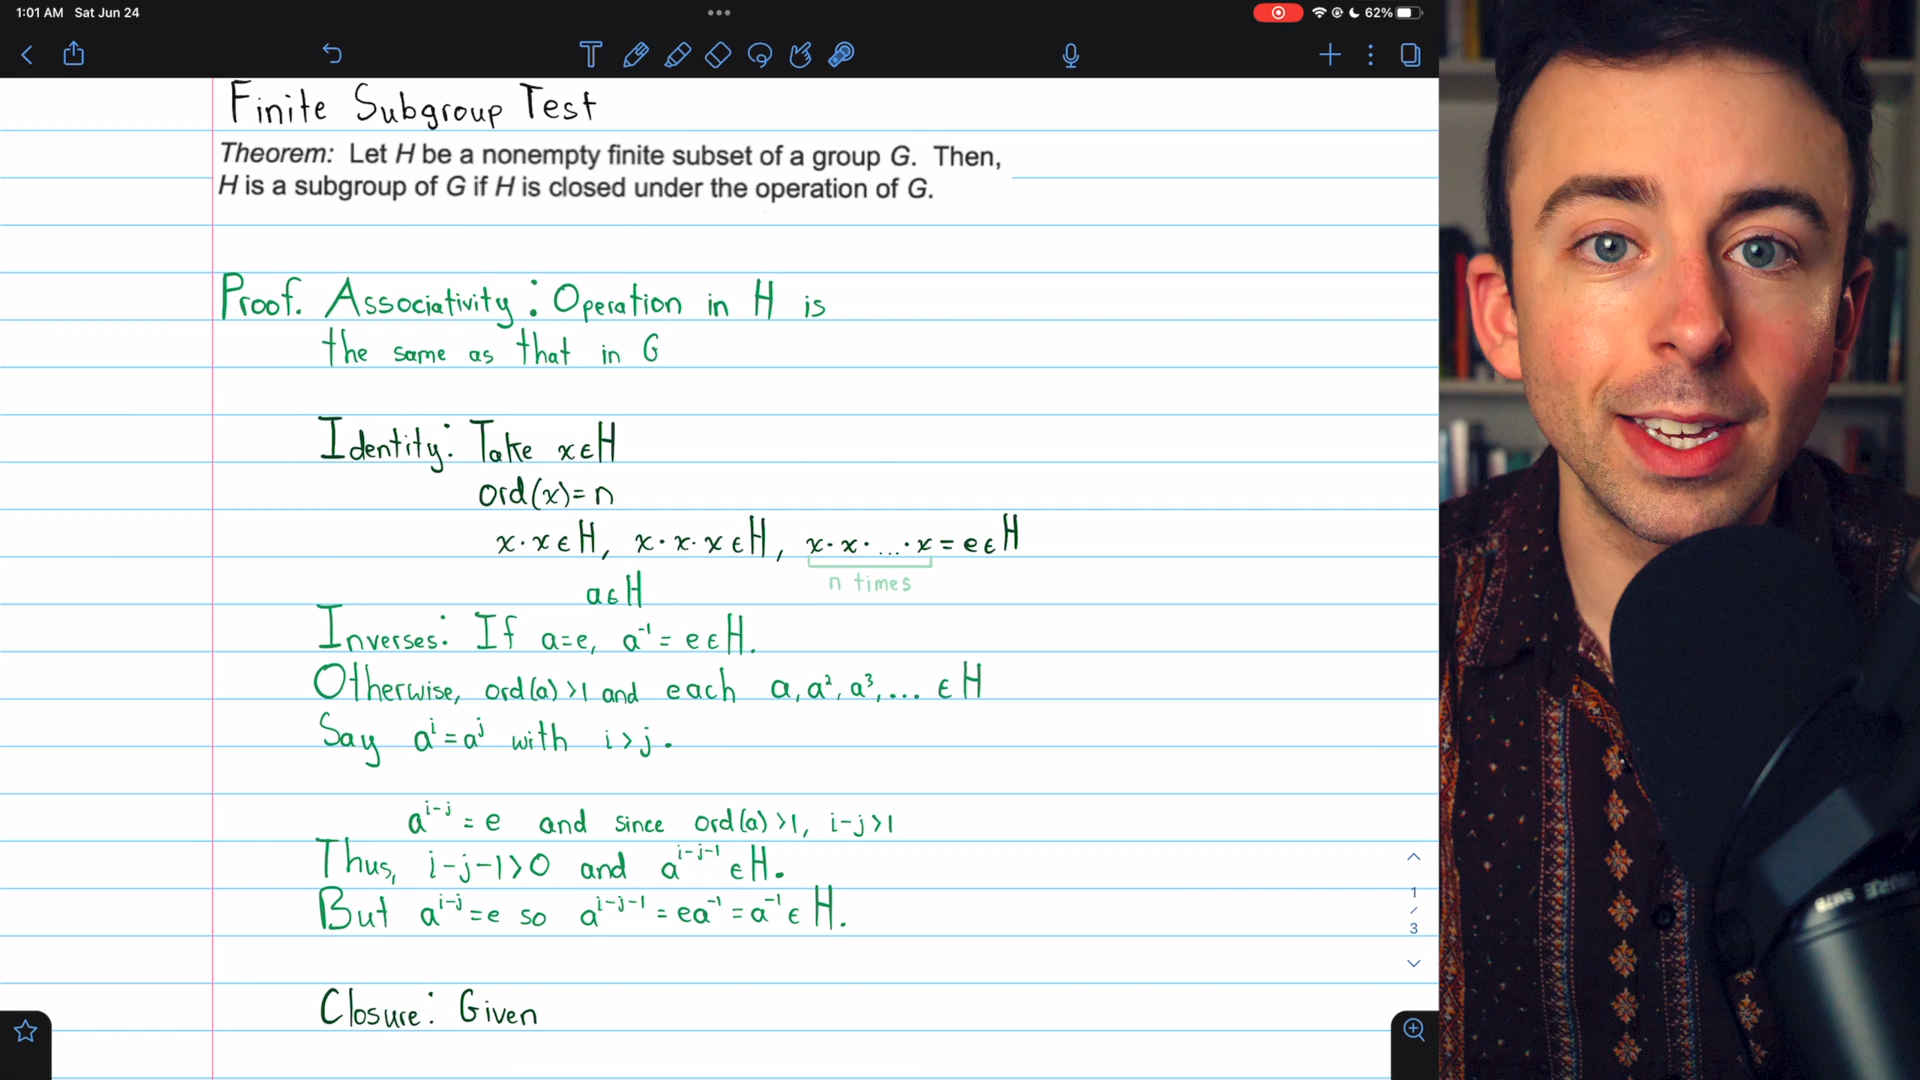 1:01 AM Sat Jun 24
62%
Finite Subgroup Test
Theorem: Let H be a nonempty finite subset of a group G. Then,
H is a subgroup of G if H is closed under the operation of G.
Proof. Associativity: Operation in H is
the same as that in G
Identity: Take x∈H
ord(x)=n
x·x∈H, x·x·x∈H, x·x·...·x=e∈H
n times
a∈H
Inverses: If a=e, a⁻¹=e∈H.
Otherwise, ord(a)>1 and each a, a², a³, ... ∈H
Say aⁱ=aʲ with i>j.
aⁱ⁻ʲ=e and since ord(a)>1, i-j>1
Thus, i-j-1>0 and aⁱ⁻ʲ⁻¹∈H.
But aⁱ⁻ʲ=e so aⁱ⁻ʲ⁻¹=ea⁻¹=a⁻¹∈H.
1
/
3
Closure: Given